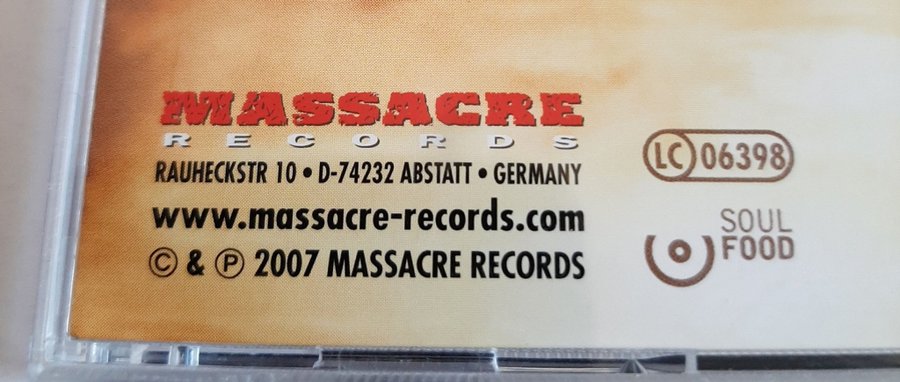 MASSACRE
RECORDS
RAUHECKSTR 10 • D-74232 ABSTATT • GERMANY
www.massacre-records.com
© & ℗ 2007 MASSACRE RECORDS
LC 06398
SOUL
FOOD